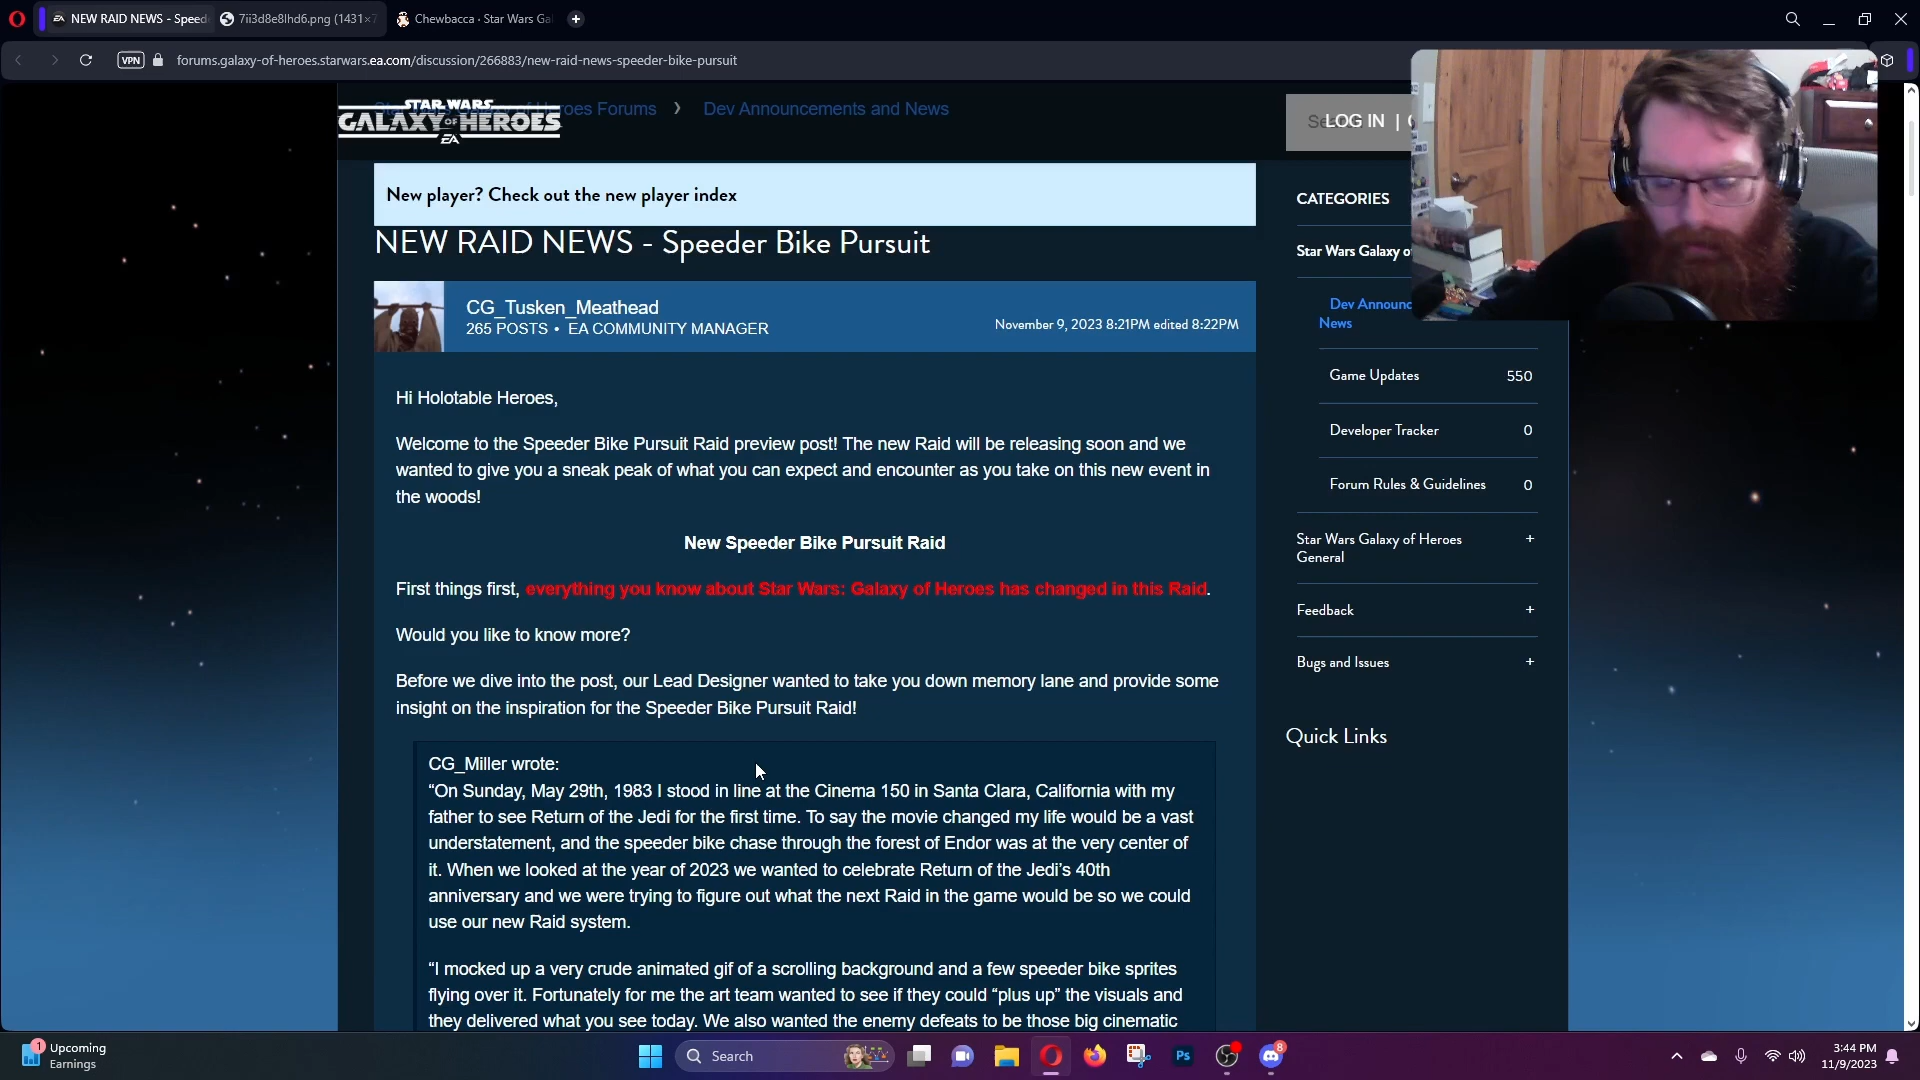 NEW RAID NEWS - Speed
7ii3d8e8lhd6.png (1431×7
Chewbacca · Star Wars Ga
VPN
forums.galaxy-of-heroes.starwars.ea.com/discussion/266883/new-raid-news-speeder-bike-pursuit
STAR WARS
GALAXY OF HEROES
EA
oes Forums
Dev Announcements and News
LOG IN |
New player? Check out the new player index
NEW RAID NEWS - Speeder Bike Pursuit
CG_Tusken_Meathead
265 POSTS • EA COMMUNITY MANAGER
November 9, 2023 8:21PM edited 8:22PM
Hi Holotable Heroes,
Welcome to the Speeder Bike Pursuit Raid preview post! The new Raid will be releasing soon and we
wanted to give you a sneak peak of what you can expect and encounter as you take on this new event in
the woods!
New Speeder Bike Pursuit Raid
First things first, everything you know about Star Wars: Galaxy of Heroes has changed in this Raid.
Would you like to know more?
Before we dive into the post, our Lead Designer wanted to take you down memory lane and provide some
insight on the inspiration for the Speeder Bike Pursuit Raid!
CG_Miller wrote:
“On Sunday, May 29th, 1983 I stood in line at the Cinema 150 in Santa Clara, California with my
father to see Return of the Jedi for the first time. To say the movie changed my life would be a vast
understatement, and the speeder bike chase through the forest of Endor was at the very center of
it. When we looked at the year of 2023 we wanted to celebrate Return of the Jedi’s 40th
anniversary and we were trying to figure out what the next Raid in the game would be so we could
use our new Raid system.
“I mocked up a very crude animated gif of a scrolling background and a few speeder bike sprites
flying over it. Fortunately for me the art team wanted to see if they could “plus up” the visuals and
they delivered what you see today. We also wanted the enemy defeats to be those big cinematic
CATEGORIES
Star Wars Galaxy o
Dev Announc
News
Game Updates 550
Developer Tracker 0
Forum Rules & Guidelines 0
Star Wars Galaxy of Heroes +
General
Feedback +
Bugs and Issues +
Quick Links
1
Upcoming
Earnings
Search
Ps
8
3:44 PM
11/9/2023